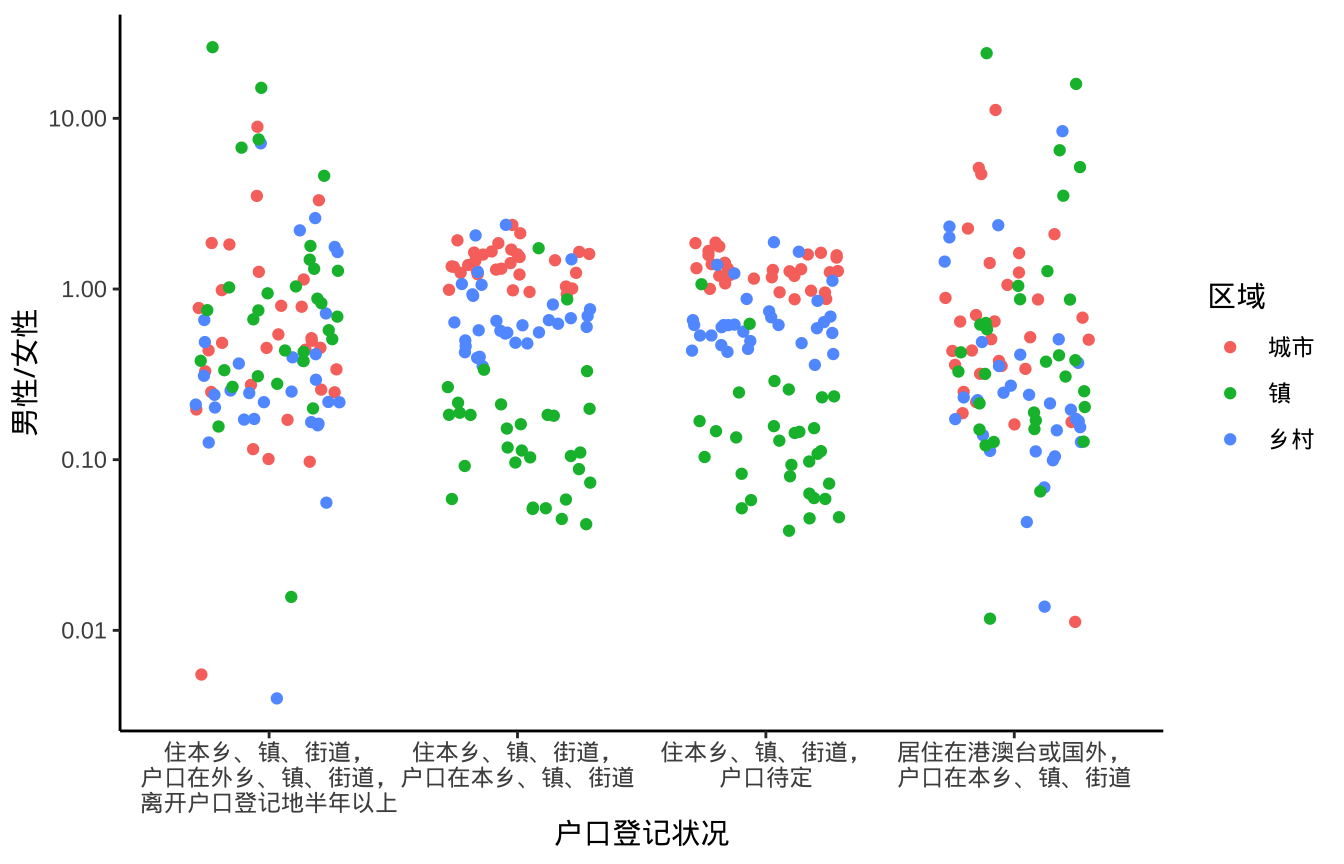 男性/女性
10.00
1.00
0.10
0.01
住本乡、镇、街道，
户口在外乡、镇、街道，
离开户口登记地半年以上
住本乡、镇、街道，
户口在本乡、镇、街道
住本乡、镇、街道，
户口待定
居住在港澳台或国外，
户口在本乡、镇、街道
户口登记状况
区域
城市
镇
乡村